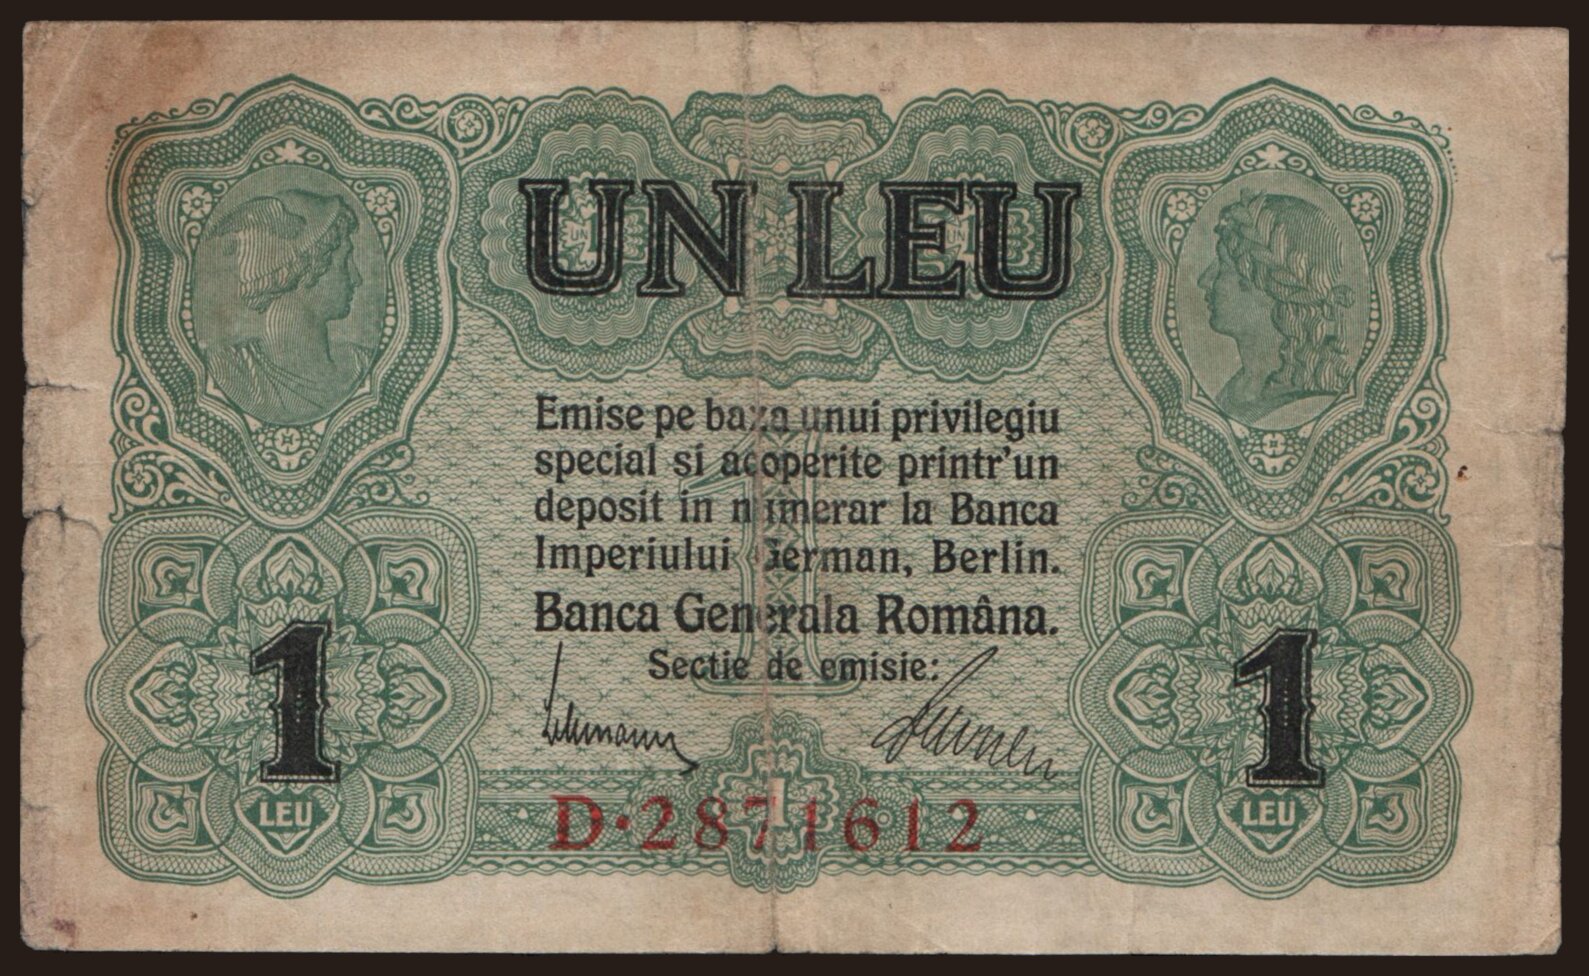 UN LEU
Emise pe baza unui privilegiu
special si acoperite printr'un
deposit in numerar la Banca
Imperiului German, Berlin.
Banca Generala Româna.
Sectie de emisie:
1
1
LEU
LEU
D·2871612